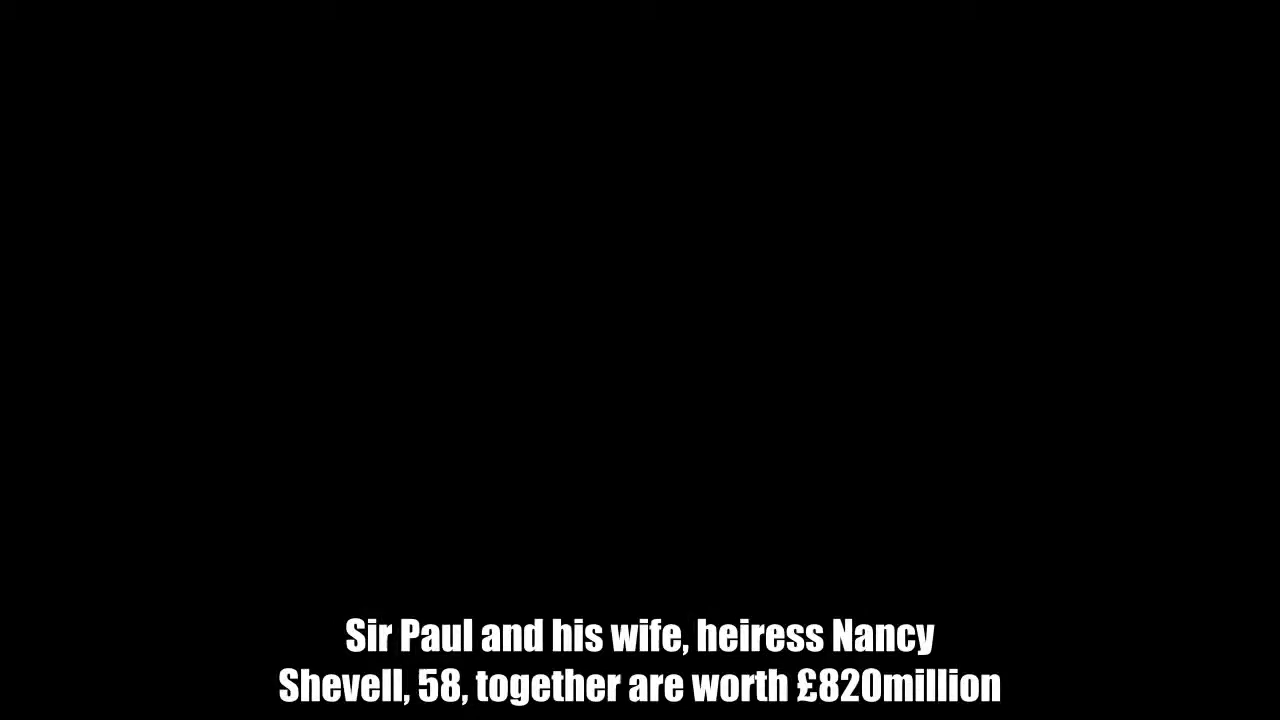 Sir Paul and his wife, heiress Nancy
Shevell, 58, together are worth £820million